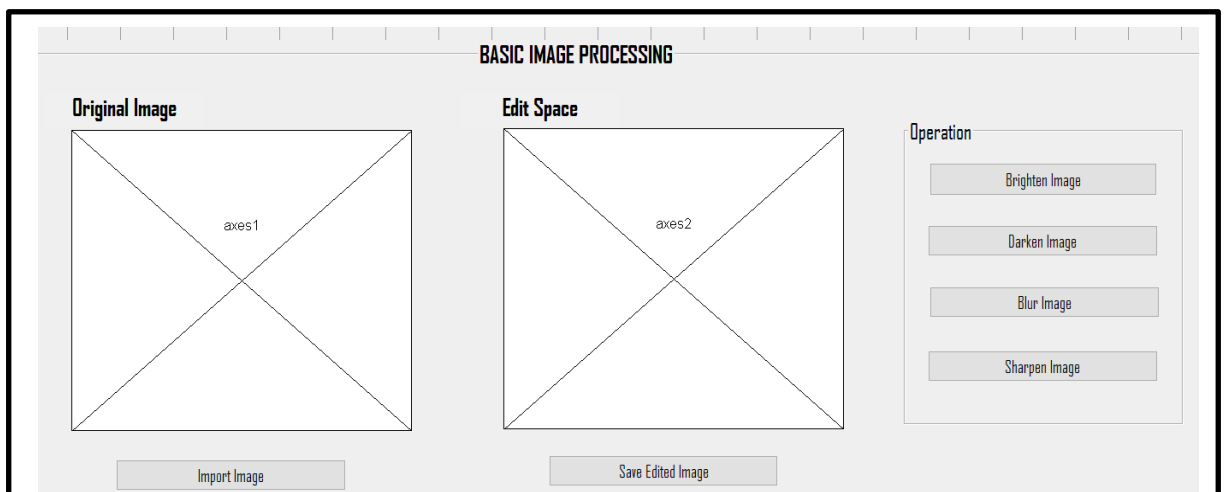 BASIC IMAGE PROCESSING
Original Image
Edit Space
axes1
axes2
Operation
Brighten Image
Darken Image
Blur Image
Sharpen Image
Import Image
Save Edited Image